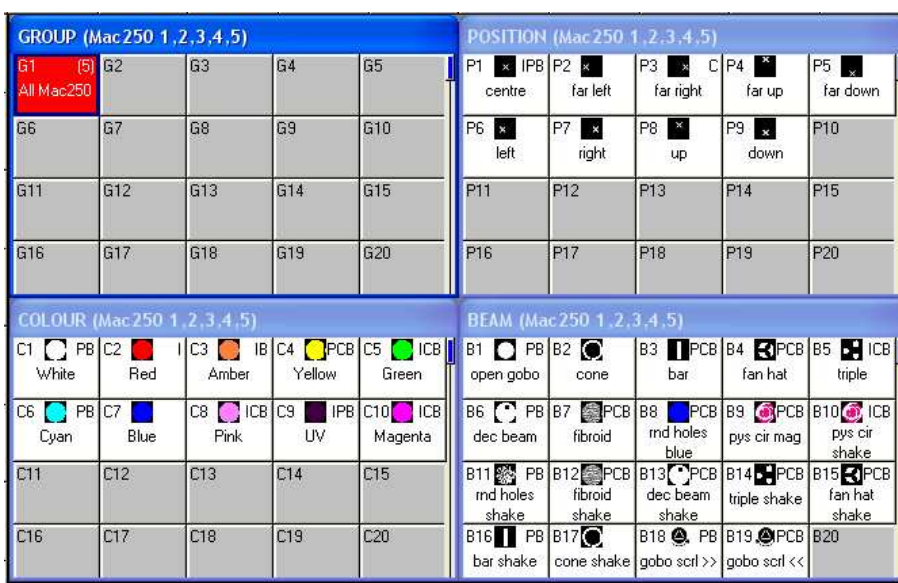 GROUP (Mac250 1,2,3,4,5)
G1 (5) G2 G3 G4 G5
All Mac250
G6 G7 G8 G9 G10
G11 G12 G13 G14 G15
G16 G17 G18 G19 G20
POSITION (Mac250 1,2,3,4,5)
P1 IPB P2 P3 C P4 P5
centre far left far right far up far down
P6 P7 P8 P9 P10
left right up down
P11 P12 P13 P14 P15
P16 P17 P18 P19 P20
COLOUR (Mac250 1,2,3,4,5)
C1 PB C2 I C3 IB C4 PCB C5 ICB
White Red Amber Yellow Green
C6 PB C7 C8 ICB C9 IPB C10 ICB
Cyan Blue Pink UV Magenta
C11 C12 C13 C14 C15
C16 C17 C18 C19 C20
BEAM (Mac250 1,2,3,4,5)
B1 PB B2 B3 PCB B4 PCB B5 ICB
open gobo cone bar fan hat triple
B6 PB B7 PCB B8 PCB B9 PCB B10 ICB
dec beam fibroid rnd holes pys cir mag pys cir
blue shake
B11 PB B12 PCB B13 PCB B14 PCB B15 PCB
rnd holes fibroid dec beam triple shake fan hat
shake shake shake shake
B16 PB B17 B18 PB B19 PCB B20
bar shake cone shake gobo scrl >> gobo scrl <<